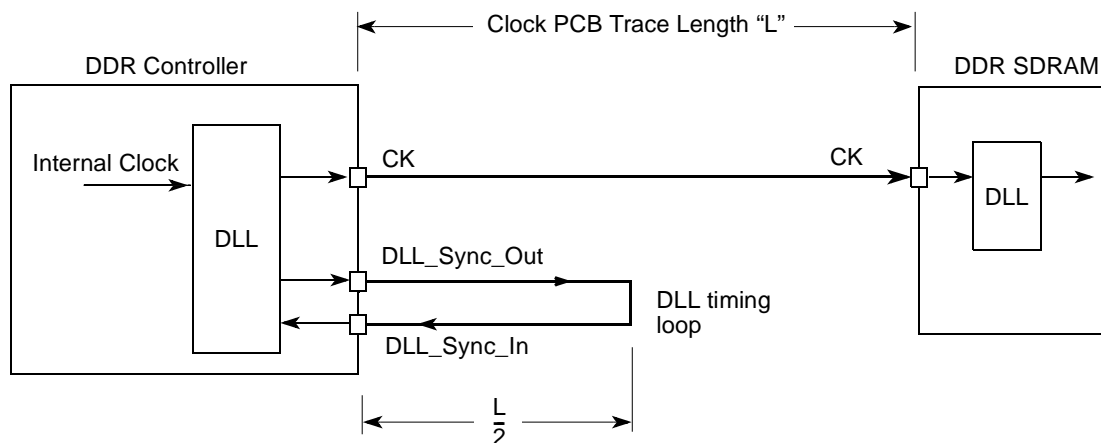 Clock PCB Trace Length “L”
DDR Controller
DDR SDRAM
Internal Clock
CK
CK
DLL
DLL
DLL_Sync_Out
DLL timing
loop
DLL_Sync_In
L
2